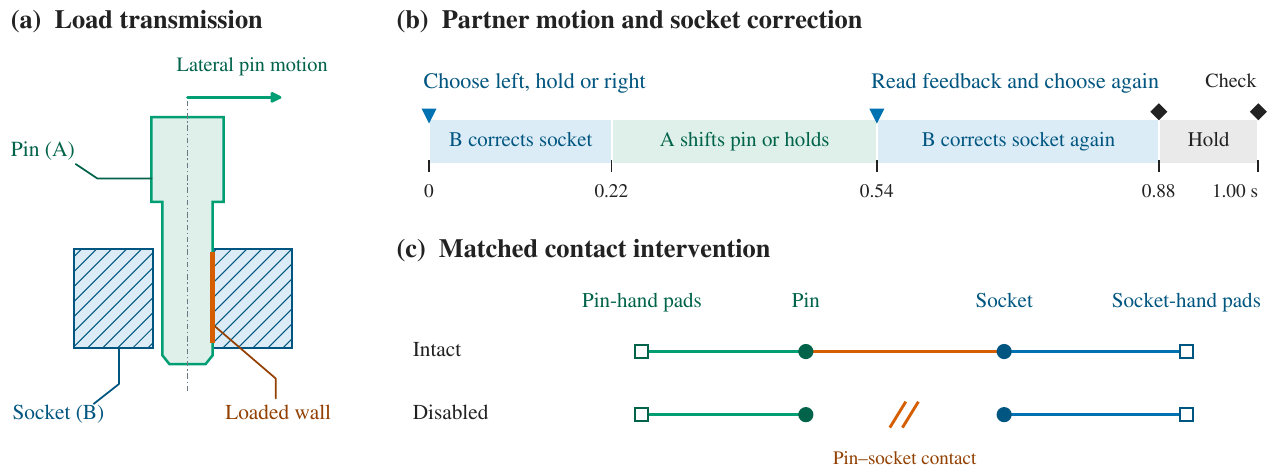 (a) Load transmission
Lateral pin motion
Pin (A)
Socket (B)
Loaded wall
(b) Partner motion and socket correction
Choose left, hold or right
Read feedback and choose again
Check
B corrects socket
A shifts pin or holds
B corrects socket again
Hold
0
0.22
0.54
0.88
1.00 s
(c) Matched contact intervention
Pin-hand pads
Pin
Socket
Socket-hand pads
Intact
Disabled
Pin–socket contact